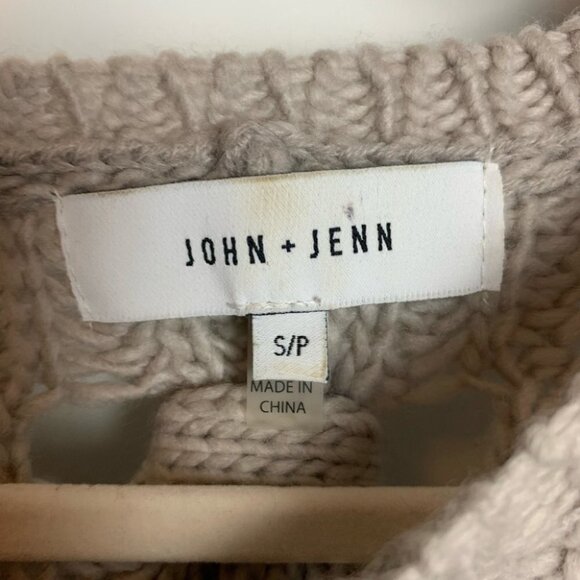 JOHN + JENN
S/P
MADE IN
CHINA